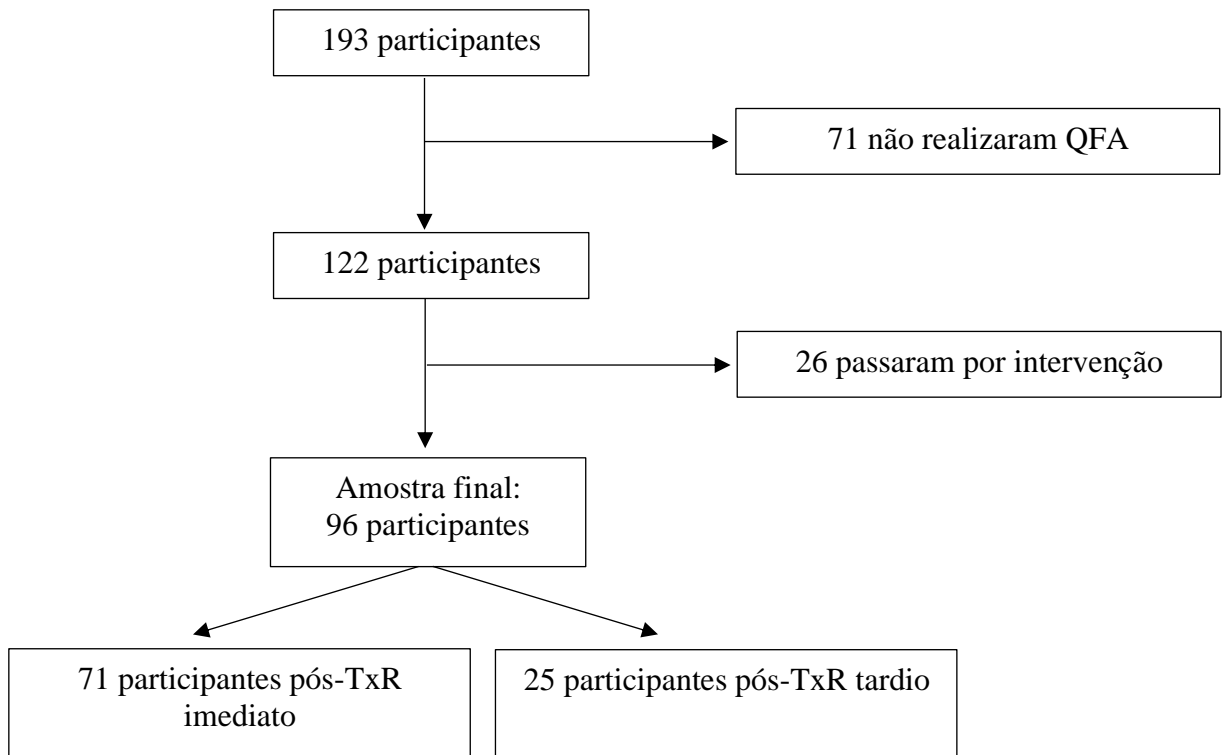 193 participantes
71 não realizaram QFA
122 participantes
26 passaram por intervenção
Amostra final:
96 participantes
71 participantes pós-TxR
imediato
25 participantes pós-TxR tardio